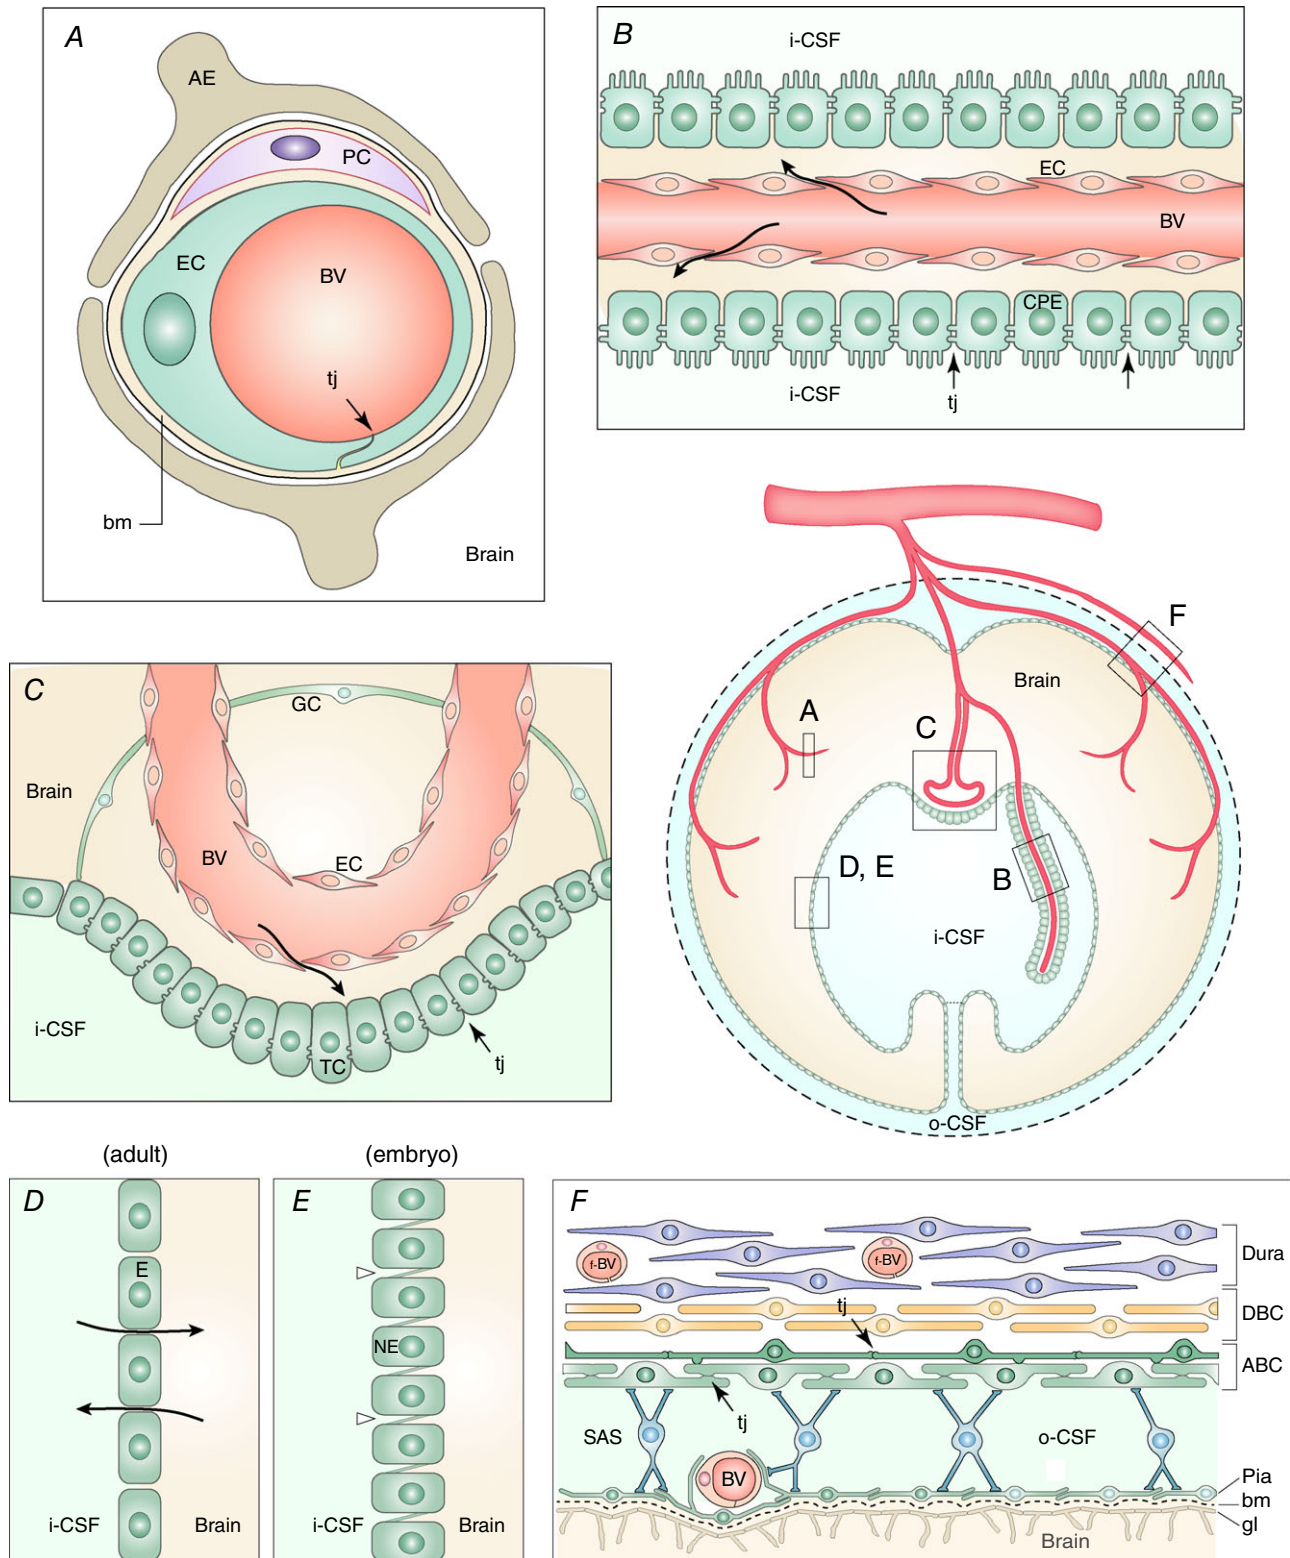 A
AE
PC
EC
BV
tj
bm
Brain
B
i-CSF
EC
BV
CPE
i-CSF
tj
C
GC
Brain
BV
EC
i-CSF
TC
tj
F
Brain
A
C
D, E
B
i-CSF
o-CSF
(adult)
D
E
i-CSF
Brain
(embryo)
E
NE
i-CSF
Brain
F
f-BV
f-BV
Dura
tj
DBC
ABC
tj
SAS
o-CSF
BV
Pia
bm
gl
Brain